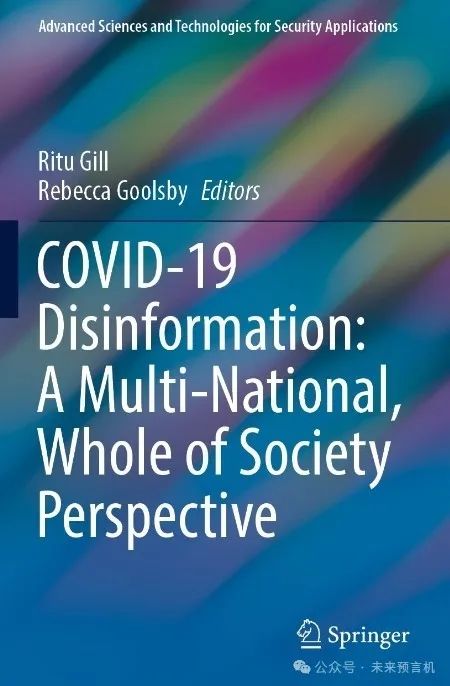 Advanced Sciences and Technologies for Security Applications
Ritu Gill
Rebecca Goolsby Editors
COVID-19
Disinformation:
A Multi-National,
Whole of Society
Perspective
Springer
公众号 · 未来预言机